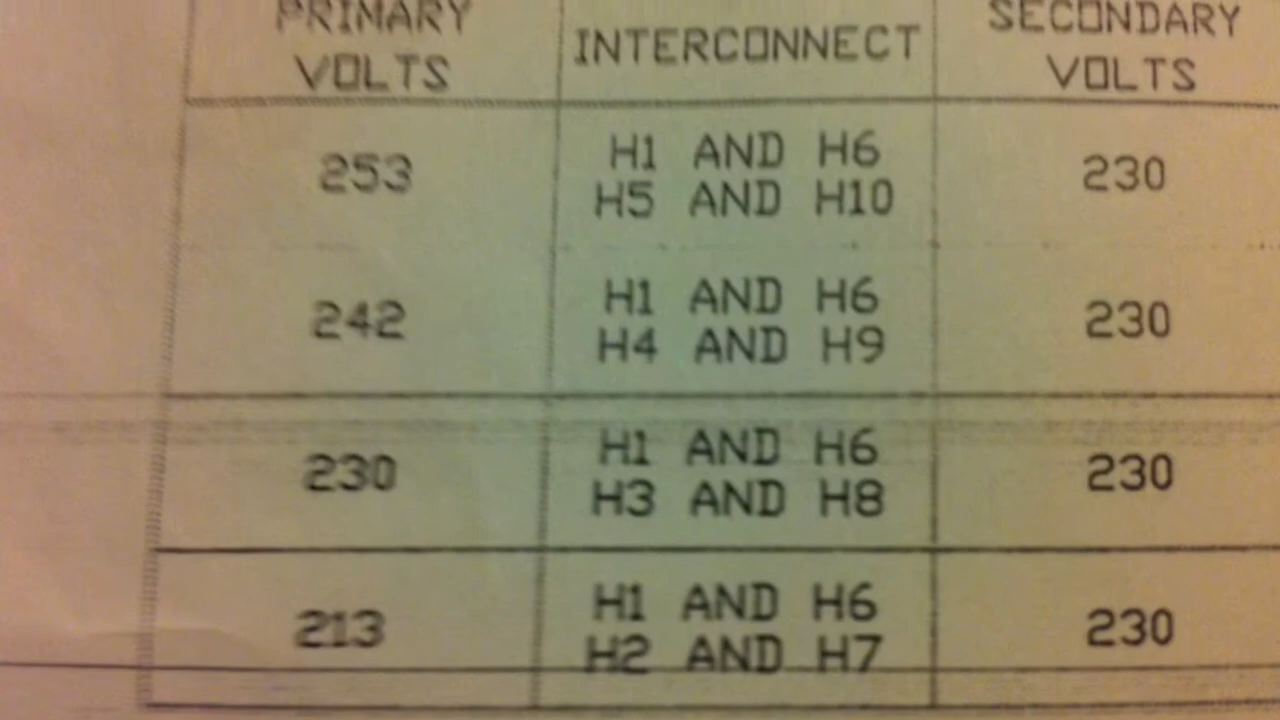 PRIMARY VOLTS INTERCONNECT SECONDARY VOLTS
253 H1 AND H6 230
H5 AND H10
242 H1 AND H6 230
H4 AND H9
230 H1 AND H6 230
H3 AND H8
213 H1 AND H6 230
H2 AND H7